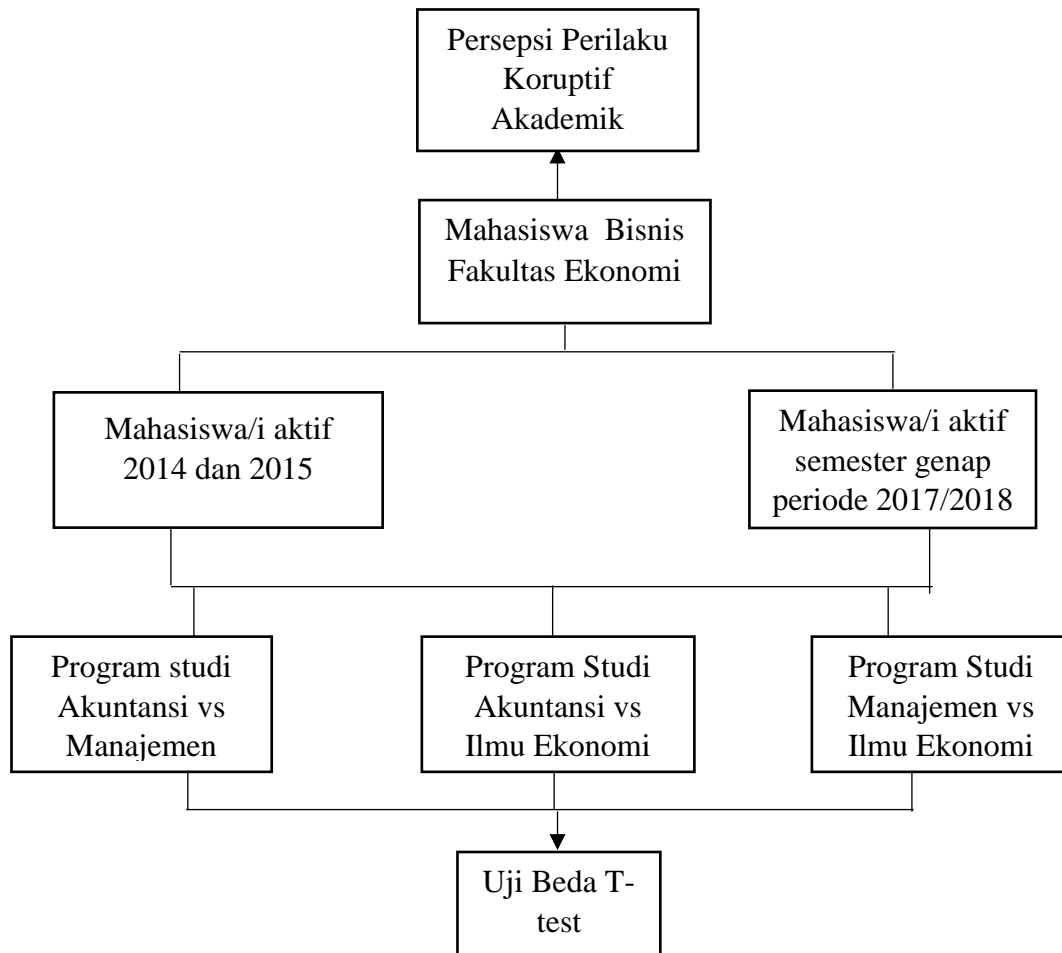 Persepsi Perilaku
Koruptif
Akademik
Mahasiswa Bisnis
Fakultas Ekonomi
Mahasiswa/i aktif
2014 dan 2015
Mahasiswa/i aktif
semester genap
periode 2017/2018
Program studi
Akuntansi vs
Manajemen
Program Studi
Akuntansi vs
Ilmu Ekonomi
Program Studi
Manajemen vs
Ilmu Ekonomi
Uji Beda T-
test